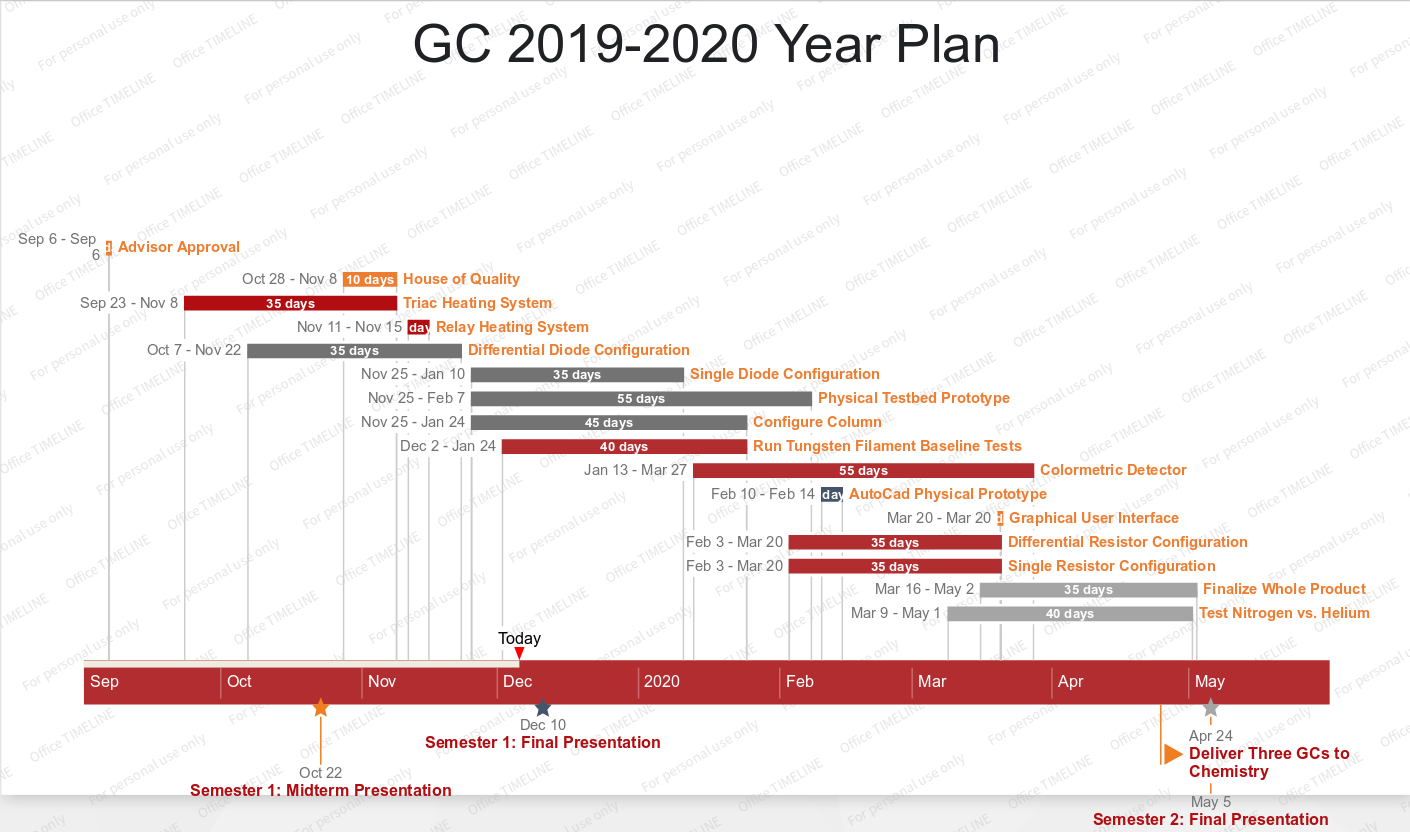 GC 2019-2020 Year Plan
Sep 6 - Sep
6
Advisor Approval
Oct 28 - Nov 8 10 days House of Quality
Sep 23 - Nov 8 35 days Triac Heating System
Nov 11 - Nov 15 day Relay Heating System
Oct 7 - Nov 22 35 days Differential Diode Configuration
Nov 25 - Jan 10 35 days Single Diode Configuration
Nov 25 - Feb 7 55 days Physical Testbed Prototype
Nov 25 - Jan 24 45 days Configure Column
Dec 2 - Jan 24 40 days Run Tungsten Filament Baseline Tests
Jan 13 - Mar 27 55 days Colormetric Detector
Feb 10 - Feb 14 day AutoCad Physical Prototype
Mar 20 - Mar 20 Graphical User Interface
Feb 3 - Mar 20 35 days Differential Resistor Configuration
Feb 3 - Mar 20 35 days Single Resistor Configuration
Mar 16 - May 2 35 days Finalize Whole Product
Mar 9 - May 1 40 days Test Nitrogen vs. Helium
Today
Sep Oct Nov Dec 2020 Feb Mar Apr May
Oct 22
Semester 1: Midterm Presentation
Dec 10
Semester 1: Final Presentation
Apr 24
Deliver Three GCs to
Chemistry
May 5
Semester 2: Final Presentation
For personal use only
Office TIMELINE